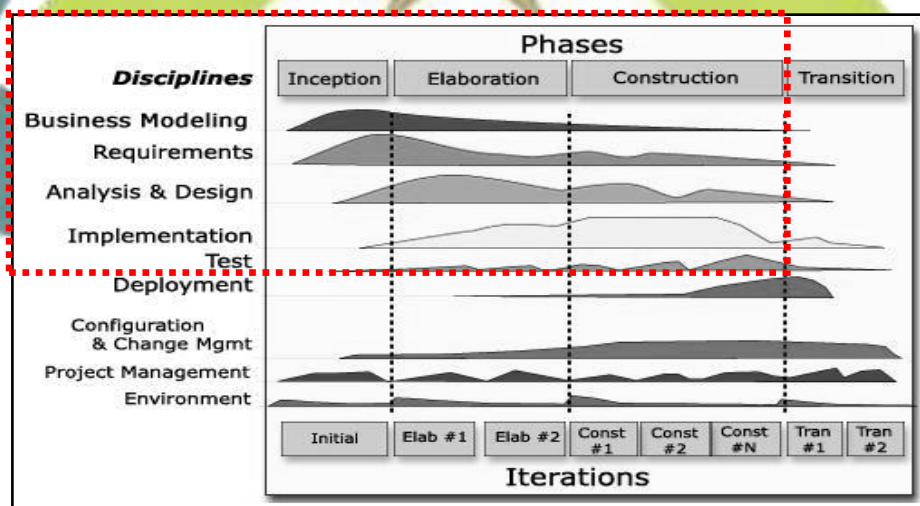 Phases
Disciplines Inception Elaboration Construction Transition
Business Modeling
Requirements
Analysis & Design
Implementation
Test
Deployment
Configuration
& Change Mgmt
Project Management
Environment
Initial Elab #1 Elab #2 Const Const Const Tran Tran
#1 #2 #N #1 #2
Iterations